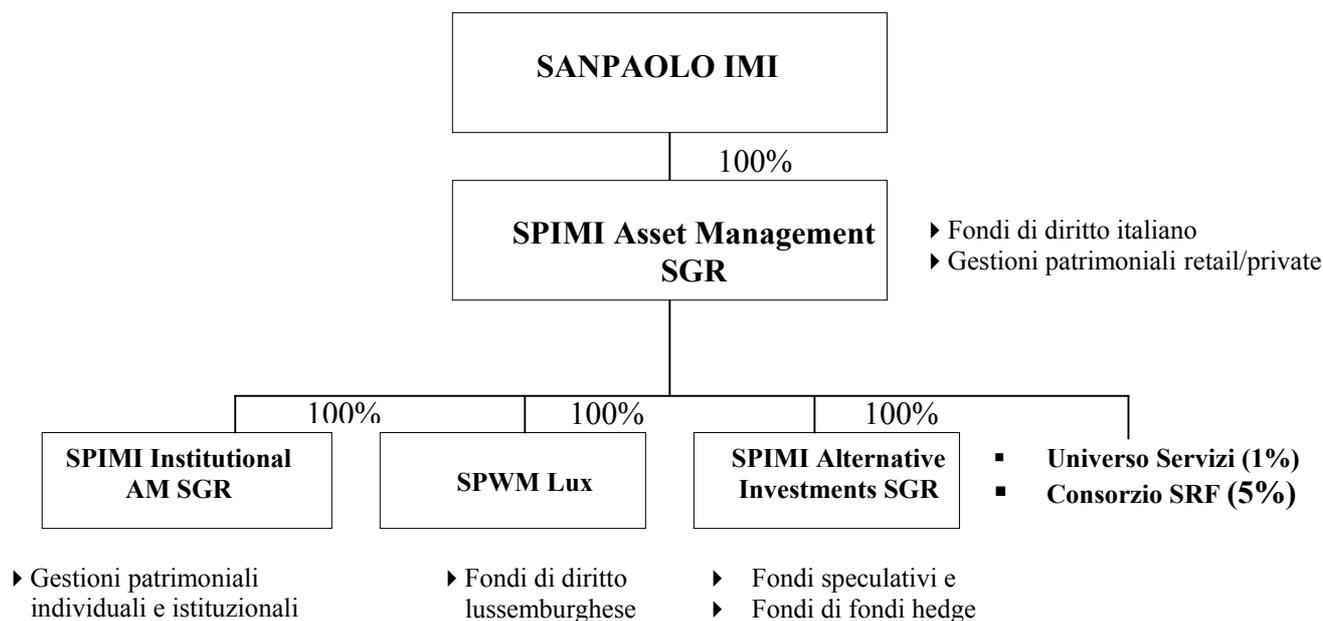 SANPAOLO IMI
100%
SPIMI Asset Management
SGR
Fondi di diritto italiano
Gestioni patrimoniali retail/private
100%
100%
100%
SPIMI Institutional
AM SGR
SPWM Lux
SPIMI Alternative
Investments SGR
▪ Universo Servizi (1%)
▪ Consorzio SRF (5%)
Gestioni patrimoniali
individuali e istituzionali
Fondi di diritto
lussemburghese
Fondi speculativi e
Fondi di fondi hedge